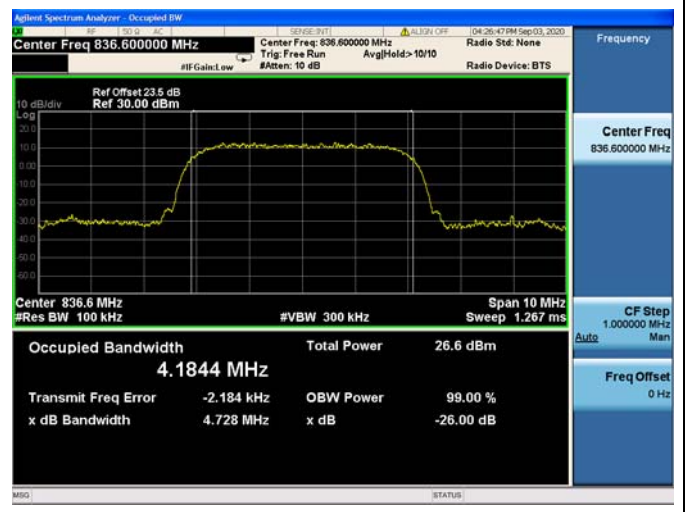 Agilent Spectrum Analyzer - Occupied BW
RF 50 Ω AC SENSE:INT ALIGN OFF 04:26:47 PM Sep 03, 2020
Center Freq 836.600000 MHz Center Freq: 836.600000 MHz Radio Std: None
Trig: Free Run Avg|Hold:> 10/10
#IFGain:Low #Atten: 10 dB Radio Device: BTS
Ref Offset 23.5 dB
10 dB/div Ref 30.00 dBm
Log
20.0
10.0
0.00
-10.0
-20.0
-30.0
-40.0
-50.0
-60.0
Center 836.6 MHz Span 10 MHz
#Res BW 100 kHz #VBW 300 kHz Sweep 1.267 ms
Occupied Bandwidth Total Power 26.6 dBm
4.1844 MHz
Transmit Freq Error -2.184 kHz OBW Power 99.00 %
x dB Bandwidth 4.728 MHz x dB -26.00 dB
MSG STATUS
Frequency
Center Freq
836.600000 MHz
CF Step
1.000000 MHz
Auto Man
Freq Offset
0 Hz